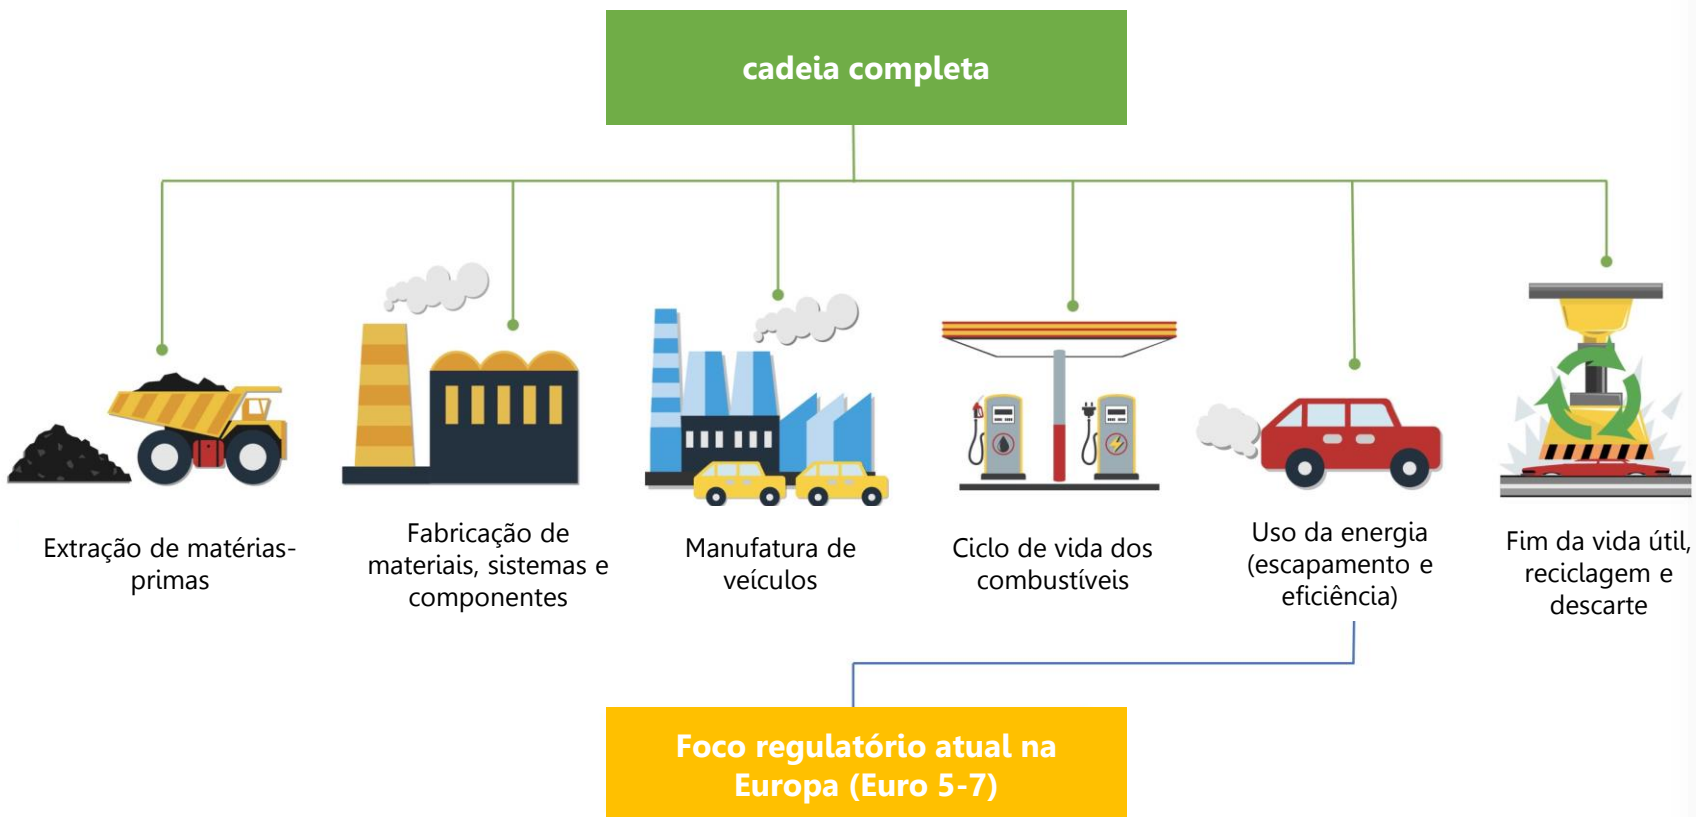 cadeia completa
Extração de matérias-
primas
Fabricação de
materiais, sistemas e
componentes
Manufatura de
veículos
Ciclo de vida dos
combustíveis
Uso da energia
(escapamento e
eficiência)
Fim da vida útil,
reciclagem e
descarte
Foco regulatório atual na
Europa (Euro 5-7)